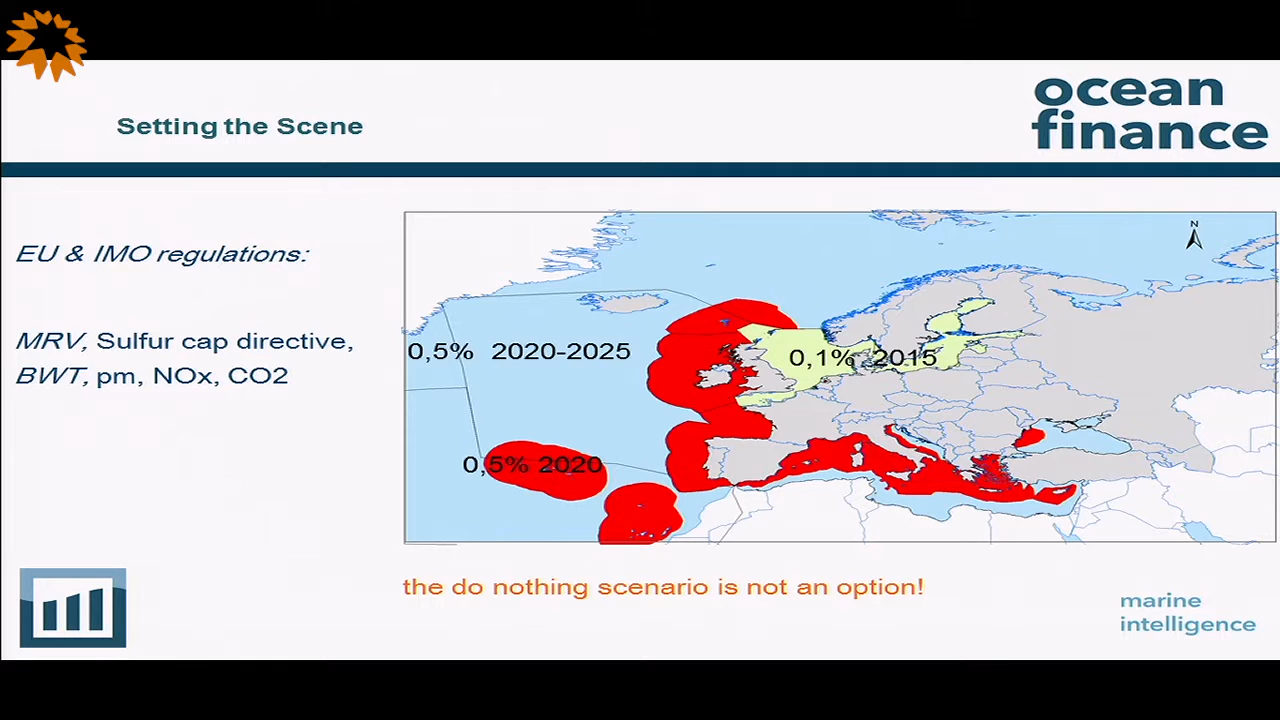 ocean
finance
Setting the Scene
EU & IMO regulations:
MRV, Sulfur cap directive,
BWT, pm, NOx, CO2
N
0,5% 2020-2025
0,1% 2015
0,5% 2020
the do nothing scenario is not an option!
marine
intelligence